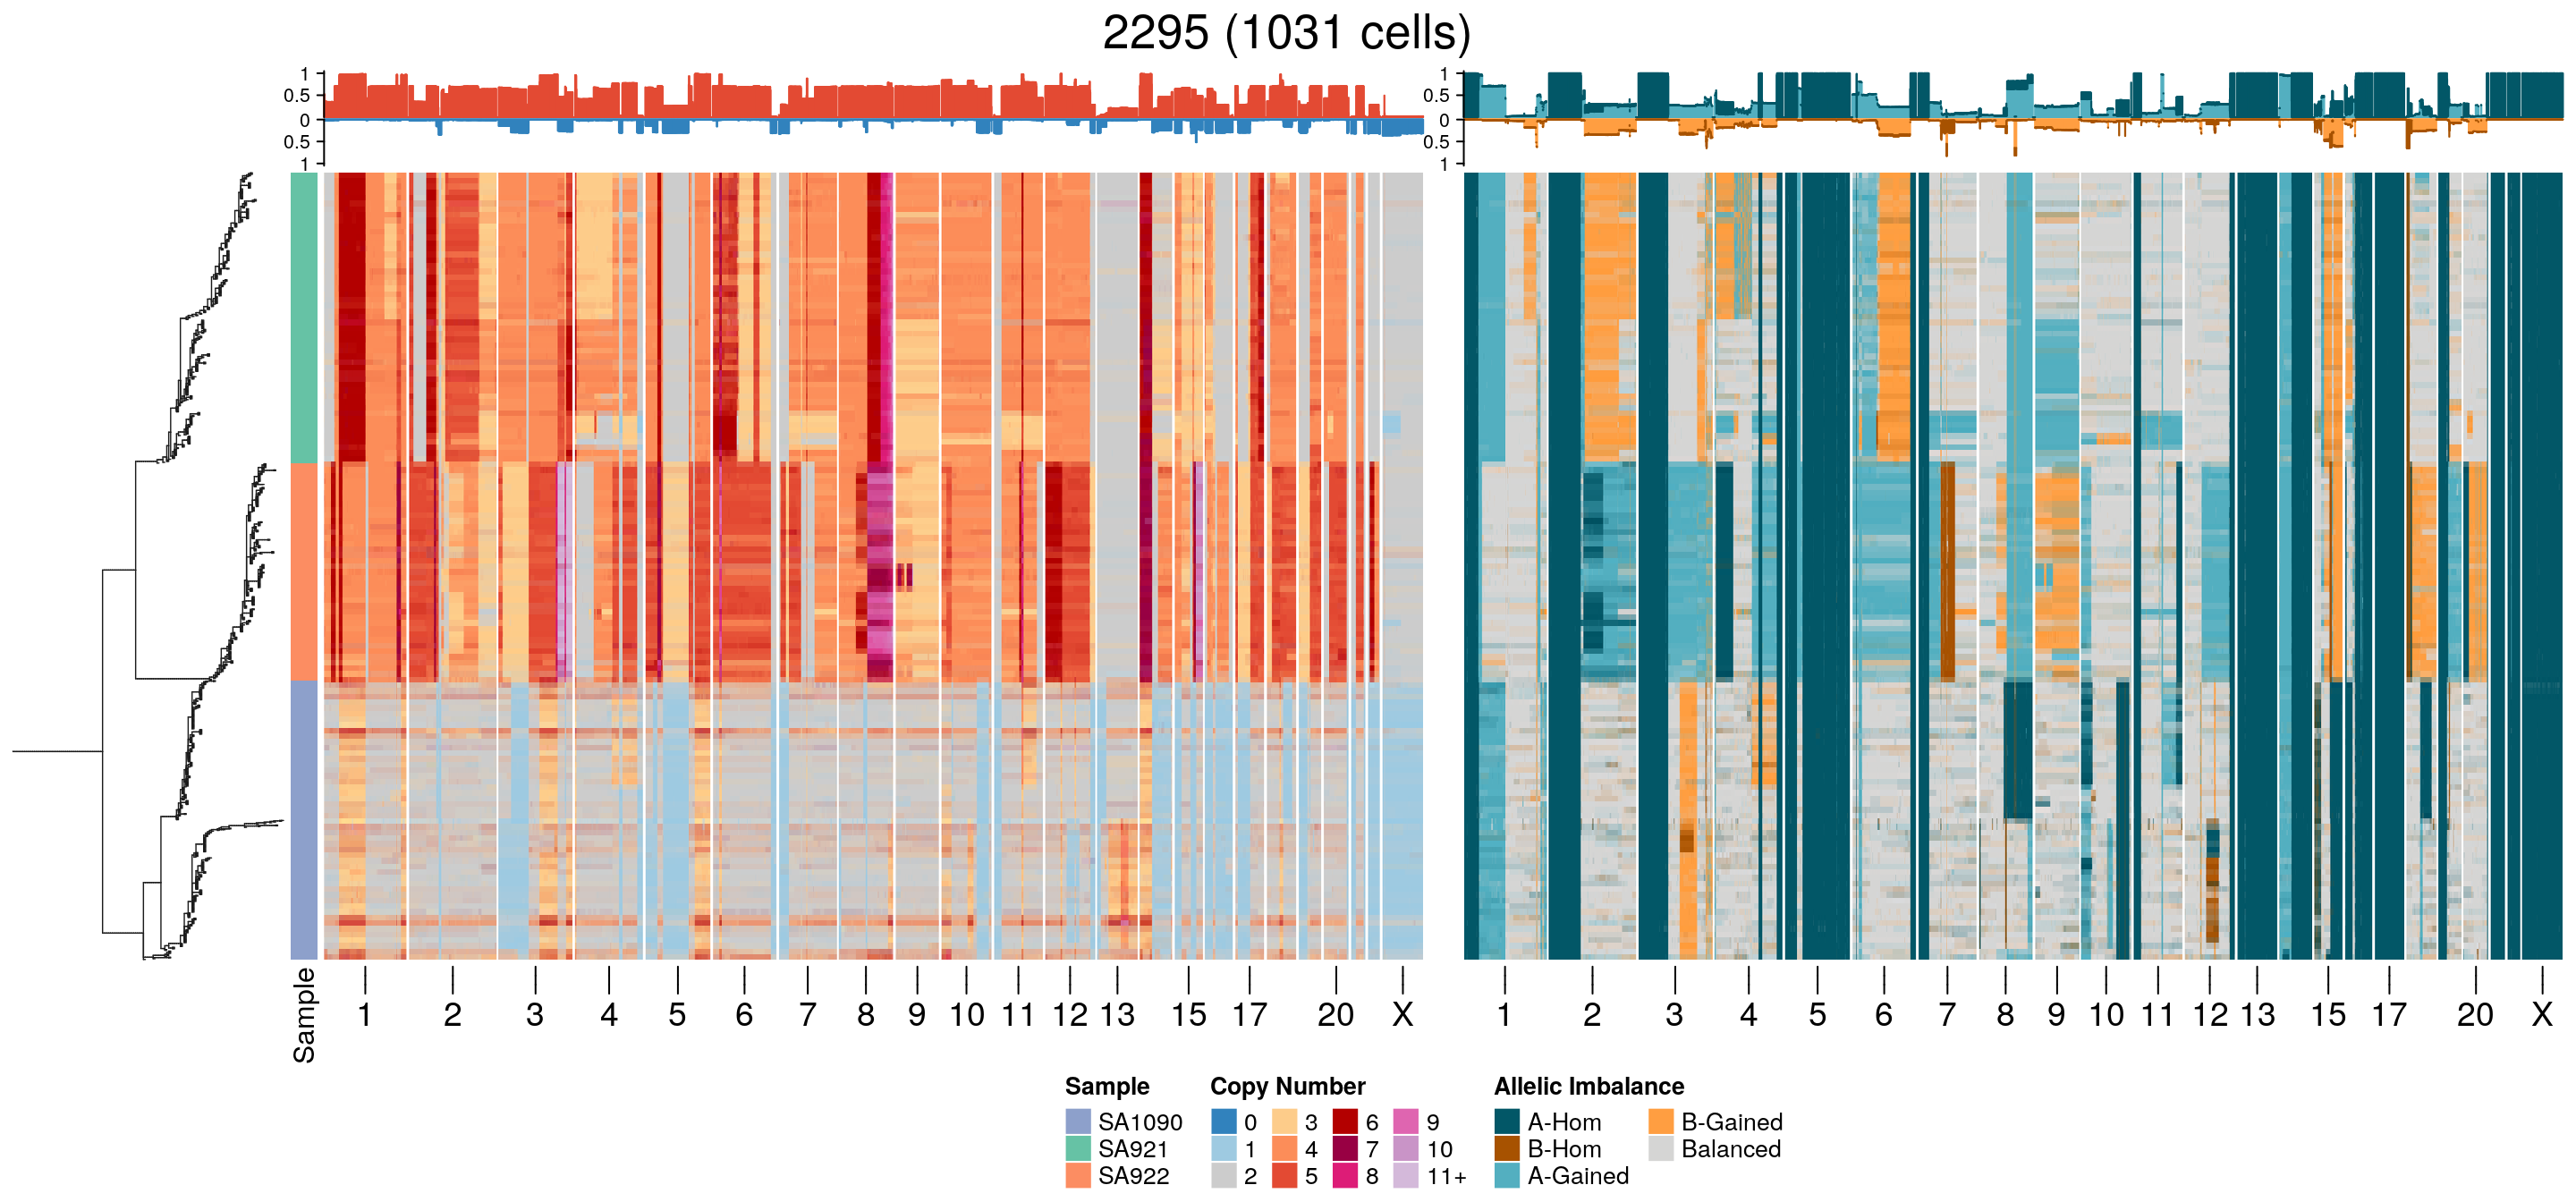 2295 (1031 cells)
1
0.5
0
0.5
1
1
0.5
0
0.5
1
Sample
1 2 3 4 5 6 7 8 9 10 11 12 13 15 17 20 X
1 2 3 4 5 6 7 8 9 10 11 12 13 15 17 20 X
Sample
SA1090
SA921
SA922
Copy Number
0 3 6 9
1 4 7 10
2 5 8 11+
Allelic Imbalance
A-Hom B-Gained
B-Hom Balanced
A-Gained